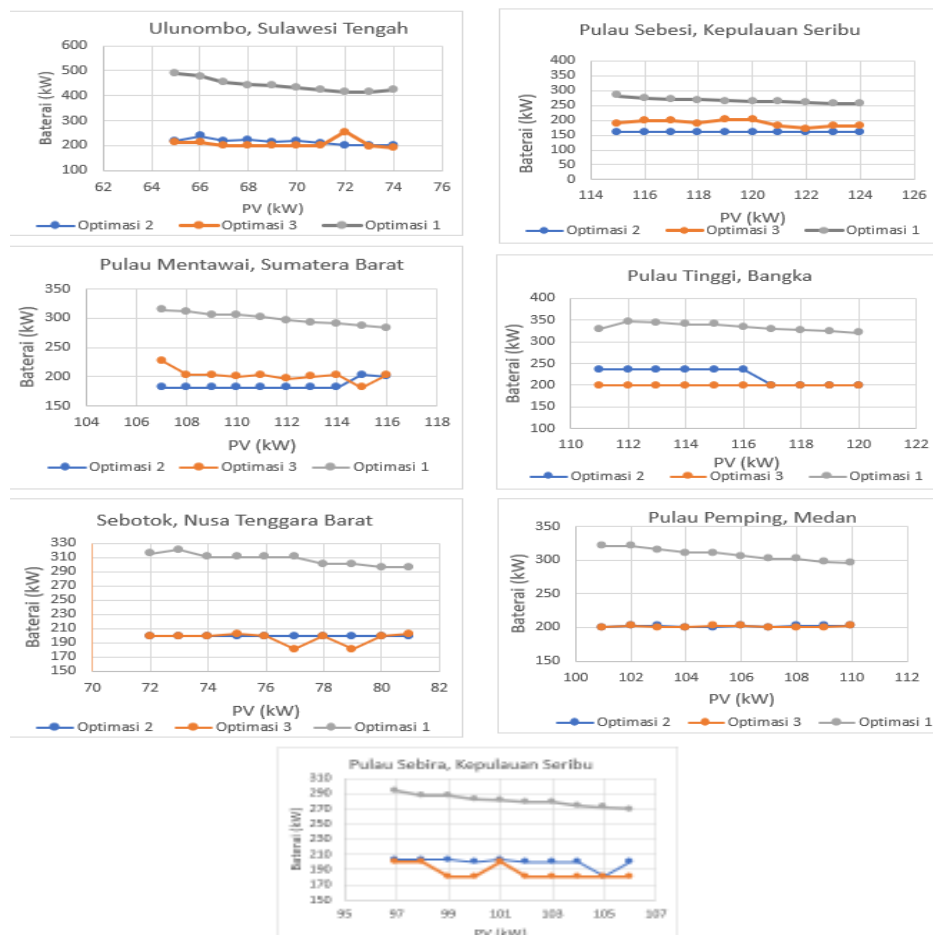 Ulunombo, Sulawesi Tengah
Baterai (kW)
600
500
400
300
200
100
62 64 66 68 70 72 74 76
PV (kW)
Optimasi 2 Optimasi 3 Optimasi 1
Pulau Sebesi, Kepulauan Seribu
Baterai (kW)
400
350
300
250
200
150
100
50
0
114 116 118 120 122 124 126
PV (kW)
Optimasi 2 Optimasi 3 Optimasi 1
Pulau Mentawai, Sumatera Barat
Baterai (kW)
350
300
250
200
150
104 106 108 110 112 114 116 118
PV (kW)
Optimasi 2 Optimasi 3 Optimasi 1
Pulau Tinggi, Bangka
Baterai (kW)
400
350
300
250
200
150
100
110 112 114 116 118 120 122
PV (kW)
Optimasi 2 Optimasi 3 Optimasi 1
Sebotok, Nusa Tenggara Barat
Baterai (kW)
330
310
290
270
250
230
210
190
170
150
70 72 74 76 78 80 82
PV (kW)
Optimasi 2 Optimasi 3 Optimasi 1
Pulau Pemping, Medan
Baterai (kW)
350
300
250
200
150
100 102 104 106 108 110 112
PV (kW)
Optimasi 2 Optimasi 3 Optimasi 1
Pulau Sebira, Kepulauan Seribu
Baterai (kW)
310
290
270
250
230
210
190
170
150
95 97 99 101 103 105 107
PV (kW)